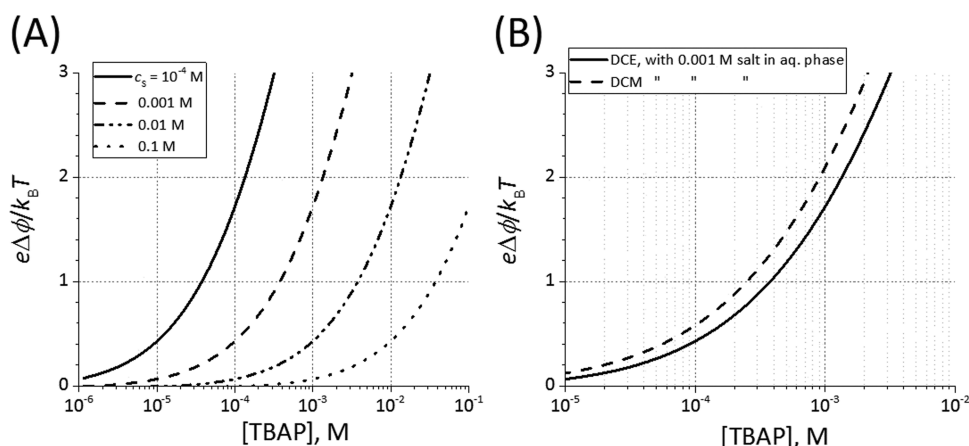 (A)
3
2
1
0
eΔϕ/k_BT
c_s = 10⁻⁴ M
0.001 M
0.01 M
0.1 M
10⁻⁶ 10⁻⁵ 10⁻⁴ 10⁻³ 10⁻² 10⁻¹
[TBAP], M
(B)
3
2
1
0
eΔϕ/k_BT
DCE, with 0.001 M salt in aq. phase
DCM " " "
10⁻⁵ 10⁻⁴ 10⁻³ 10⁻²
[TBAP], M